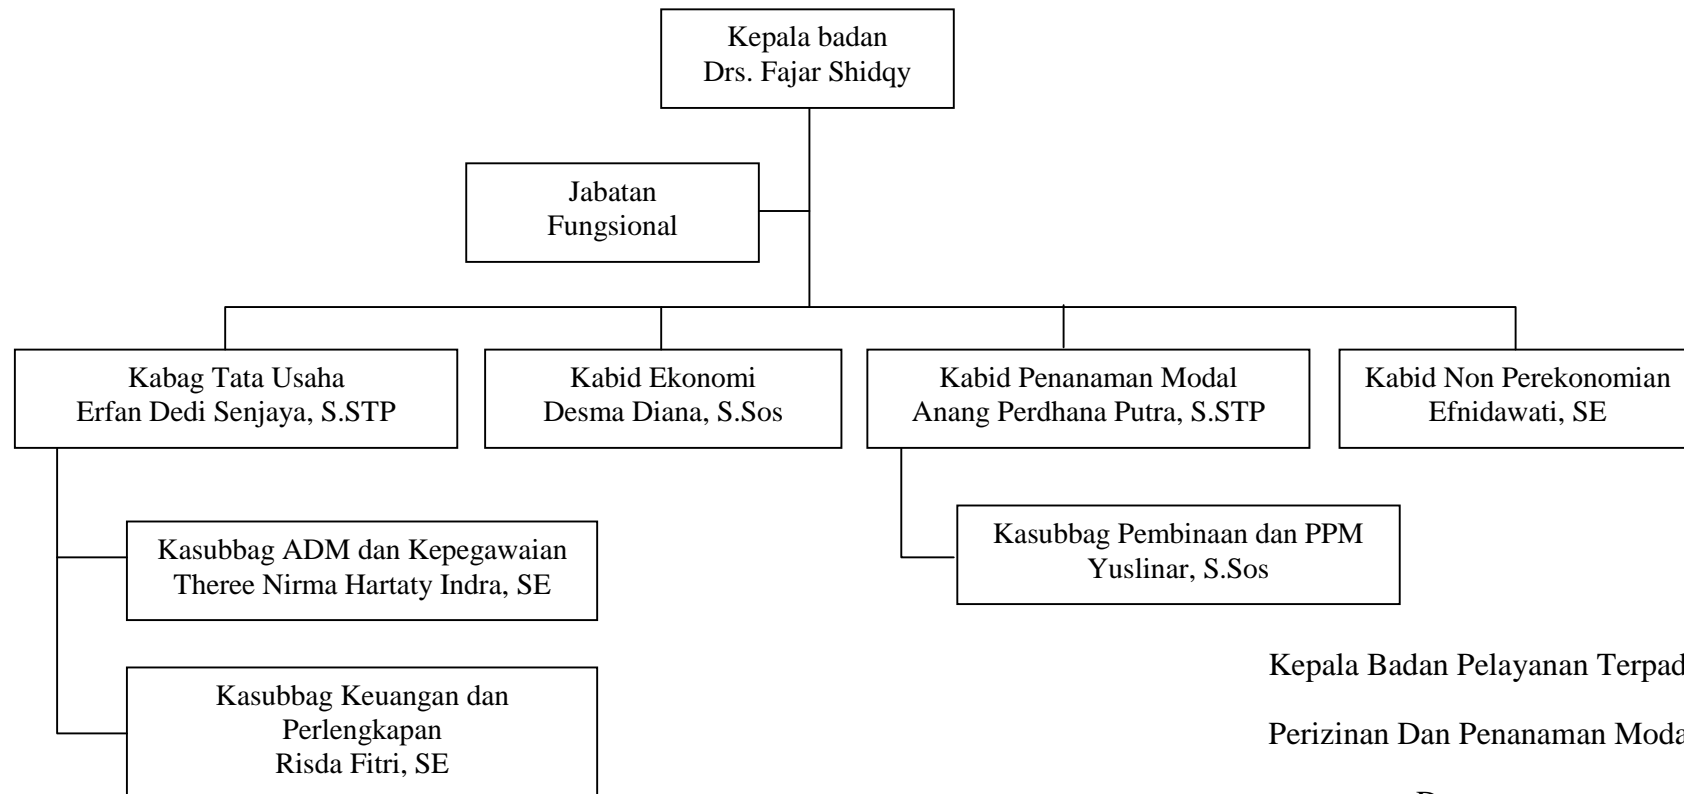 Kepala badan
Drs. Fajar Shidqy
Jabatan
Fungsional
Kabag Tata Usaha
Erfan Dedi Senjaya, S.STP
Kabid Ekonomi
Desma Diana, S.Sos
Kabid Penanaman Modal
Anang Perdhana Putra, S.STP
Kabid Non Perekonomian
Efnidawati, SE
Kasubbag ADM dan Kepegawaian
Theree Nirma Hartaty Indra, SE
Kasubbag Pembinaan dan PPM
Yuslinar, S.Sos
Kasubbag Keuangan dan
Perlengkapan
Risda Fitri, SE
Kepala Badan Pelayanan Terpad
Perizinan Dan Penanaman Moda